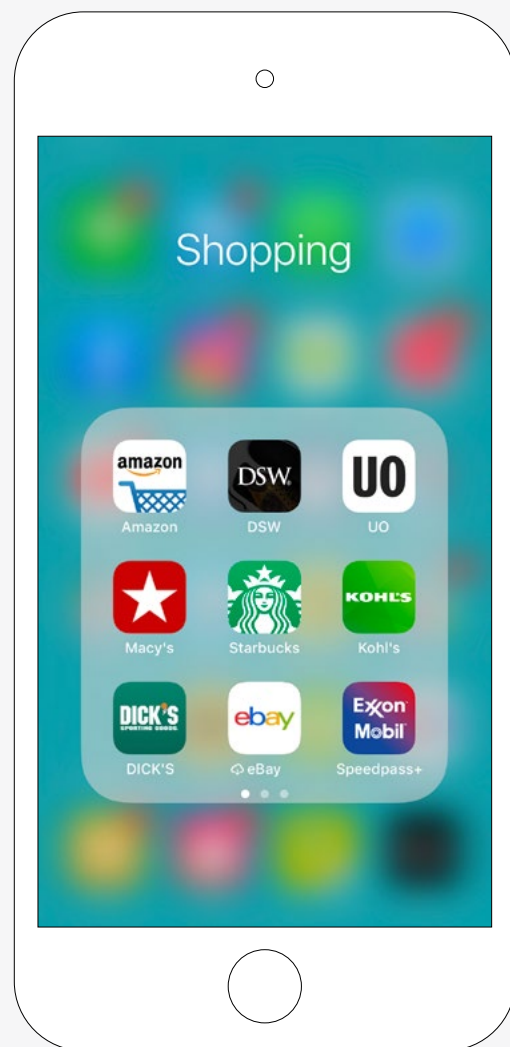 Shopping
amazon
DSW
UO
Amazon
DSW
UO
KOHL'S
Macy's
Starbucks
Kohl's
DICK'S
SPORTING GOODS.
ebay
Exxon
Mobil
DICK'S
eBay
Speedpass+